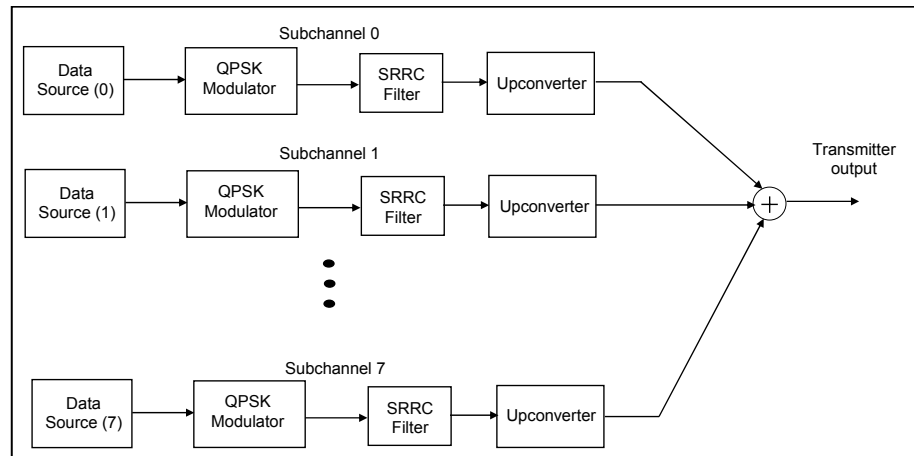 Subchannel 0
Data
Source (0)
QPSK
Modulator
SRRC
Filter
Upconverter
Subchannel 1
Data
Source (1)
QPSK
Modulator
SRRC
Filter
Upconverter
Transmitter
output
+
Subchannel 7
Data
Source (7)
QPSK
Modulator
SRRC
Filter
Upconverter